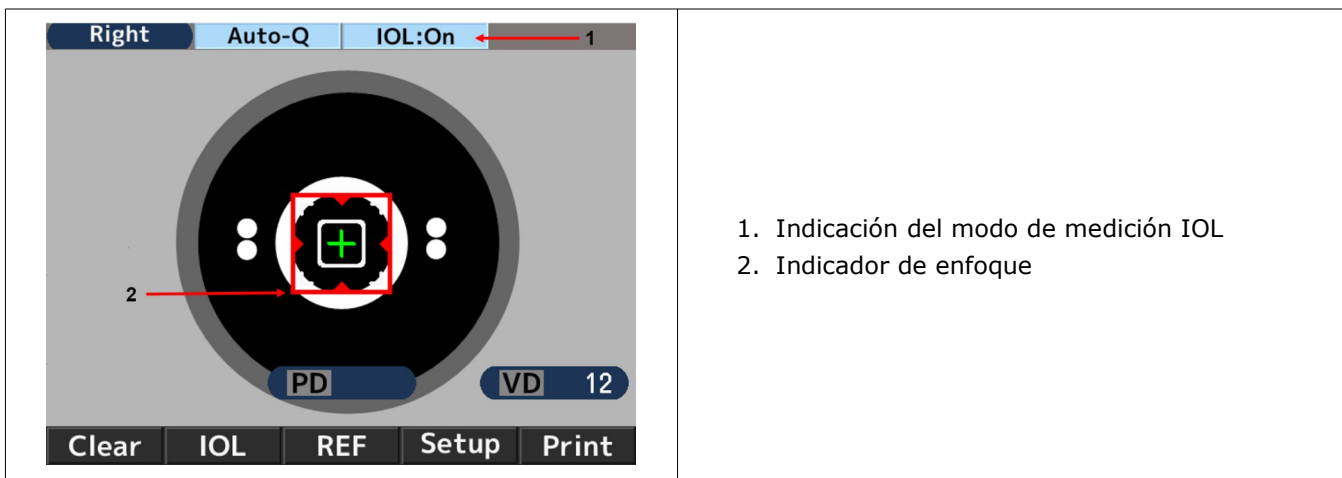 Right Auto-Q IOL:On 1
1. Indicación del modo de medición IOL
2. Indicador de enfoque
2
PD VD 12
Clear IOL REF Setup Print